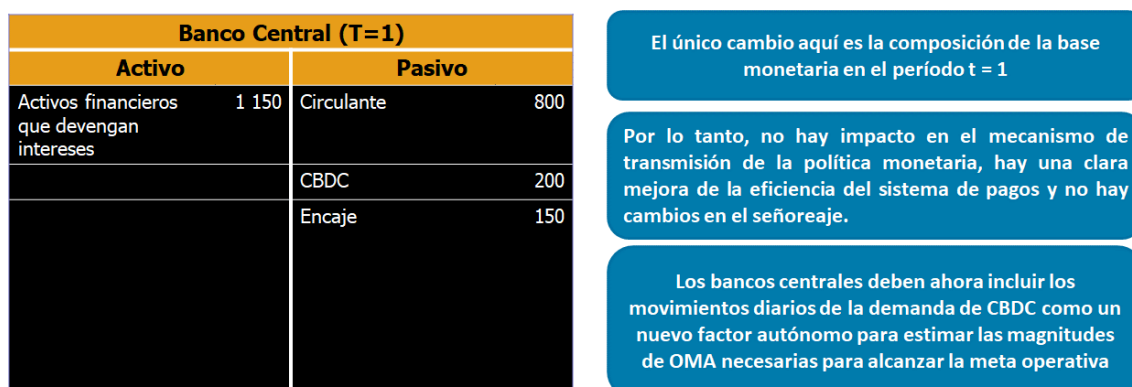 Banco Central (T=1)
Activo Pasivo
Activos financieros 1 150 Circulante 800
que devengan
intereses
CBDC 200
Encaje 150
El único cambio aquí es la composición de la base
monetaria en el período t = 1
Por lo tanto, no hay impacto en el mecanismo de
transmisión de la política monetaria, hay una clara
mejora de la eficiencia del sistema de pagos y no hay
cambios en el señoreaje.
Los bancos centrales deben ahora incluir los
movimientos diarios de la demanda de CBDC como un
nuevo factor autónomo para estimar las magnitudes
de OMA necesarias para alcanzar la meta operativa